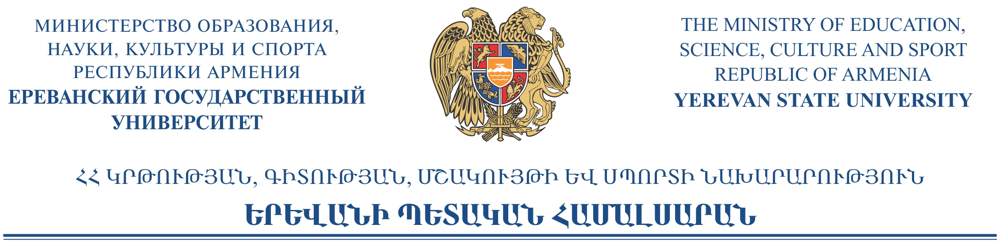 МИНИСТЕРСТВО ОБРАЗОВАНИЯ,
НАУКИ, КУЛЬТУРЫ И СПОРТА
РЕСПУБЛИКИ АРМЕНИЯ
ЕРЕВАНСКИЙ ГОСУДАРСТВЕННЫЙ
УНИВЕРСИТЕТ
THE MINISTRY OF EDUCATION,
SCIENCE, CULTURE AND SPORT
REPUBLIC OF ARMENIA
YEREVAN STATE UNIVERSITY
ՀՀ ԿՐԹՈՒԹՅԱՆ, ԳԻՏՈՒԹՅԱՆ, ՄՇԱԿՈՒՅԹԻ ԵՎ ՍՊՈՐՏԻ ՆԱԽԱՐԱՐՈՒԹՅՈՒՆ
ԵՐԵՎԱՆԻ ՊԵՏԱԿԱՆ ՀԱՄԱԼՍԱՐԱՆ